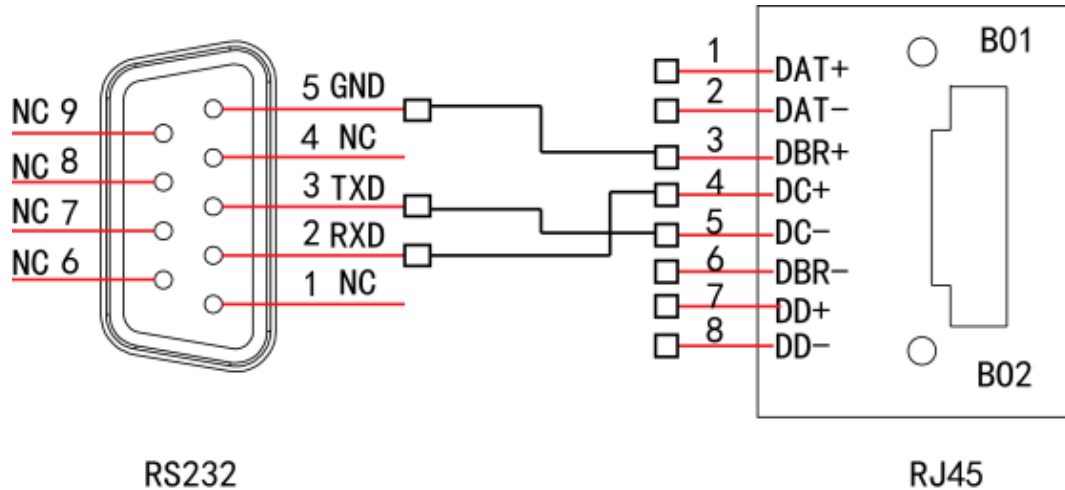 NC 9
NC 8
NC 7
NC 6
5 GND
4 NC
3 TXD
2 RXD
1 NC
RS232
1 DAT+
2 DAT-
3 DBR+
4 DC+
5 DC-
6 DBR-
7 DD+
8 DD-
B01
B02
RJ45